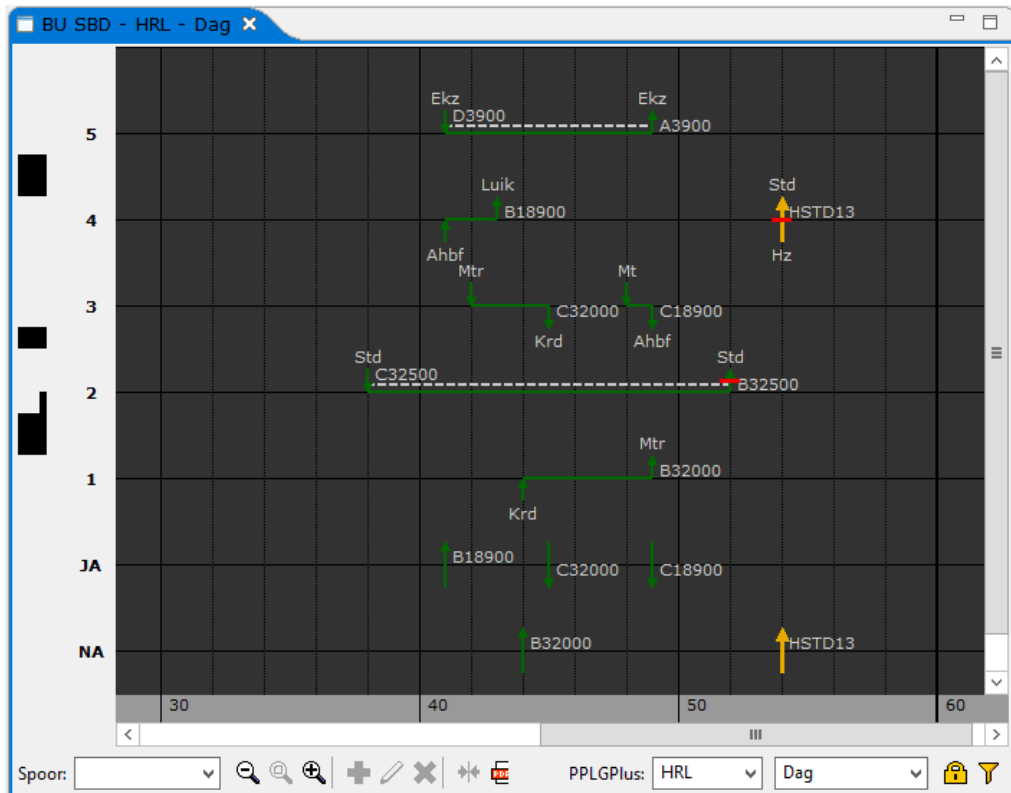 BU SBD - HRL - Dag
Ekz Ekz
D3900
5 A3900
Luik Std
4 B18900 HSTD13
Ahbf Hz
Mtr Mt
3 C32000 C18900
Krd Ahbf
Std Std
C32500
2 B32500
Mtr
1 B32000
Krd
JA B18900 C32000 C18900
NA B32000 HSTD13
30 40 50 60
Spoor: PDF PPLGPlus: HRL Dag